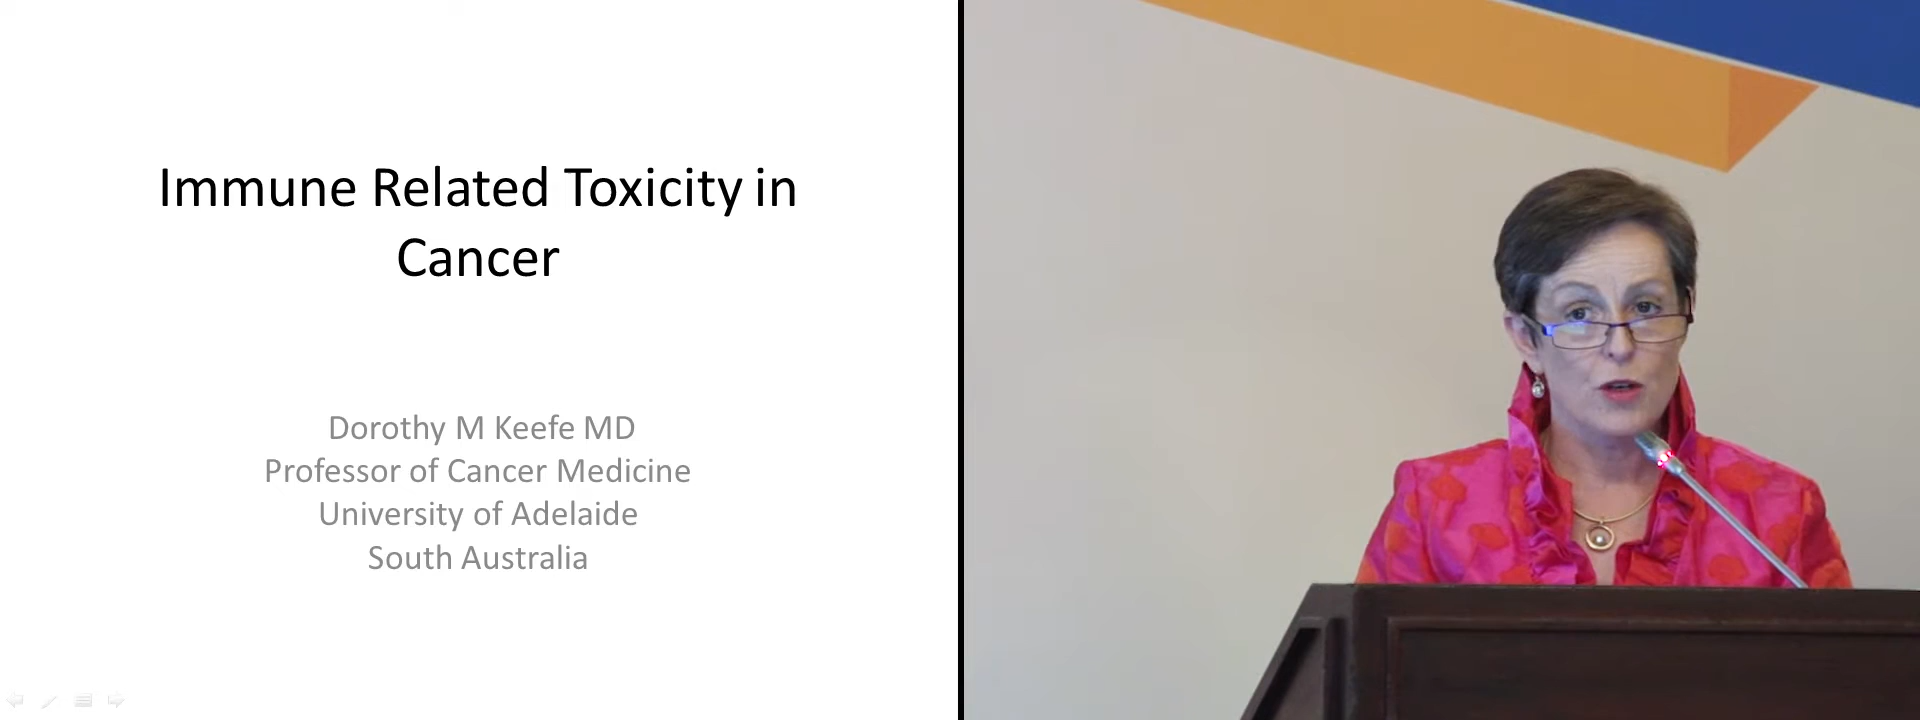 Immune Related Toxicity in
Cancer
Dorothy M Keefe MD
Professor of Cancer Medicine
University of Adelaide
South Australia